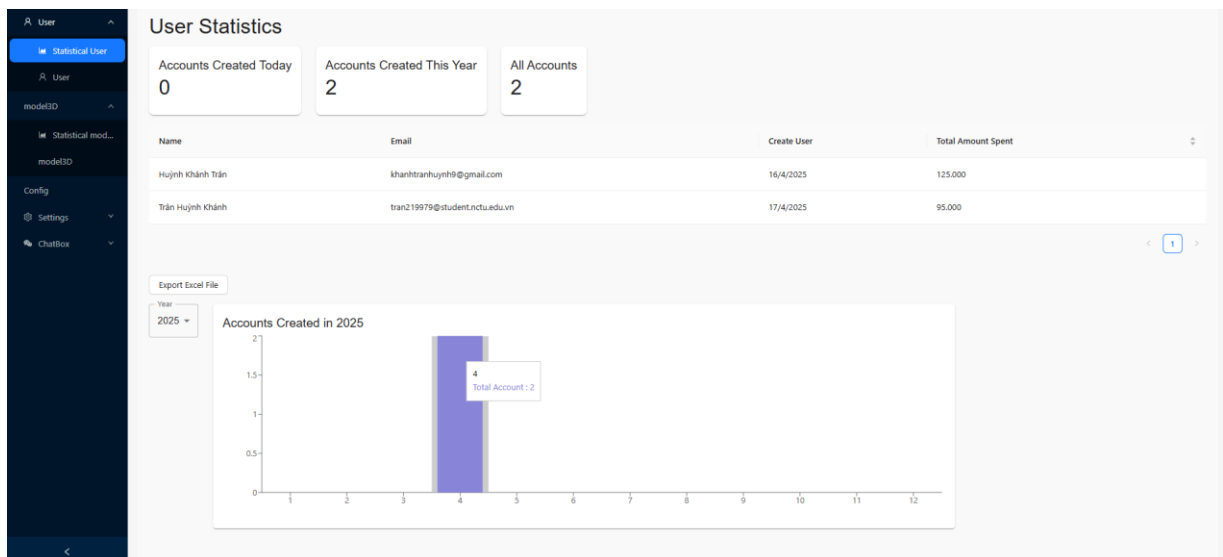 User
Statistical User
User
model3D
Statistical mod...
model3D
Config
Settings
ChatBox
User Statistics
Accounts Created Today
0
Accounts Created This Year
2
All Accounts
2
Name Email Create User Total Amount Spent
Huỳnh Khánh Trân khanhtranhuynh9@gmail.com 16/4/2025 125.000
Trân Huỳnh Khánh tran219979@student.nctu.edu.vn 17/4/2025 95.000
1
Export Excel File
Year
2025
Accounts Created in 2025
2
1.5
1
0.5
0
4
Total Account : 2
1 2 3 4 5 6 7 8 9 10 11 12